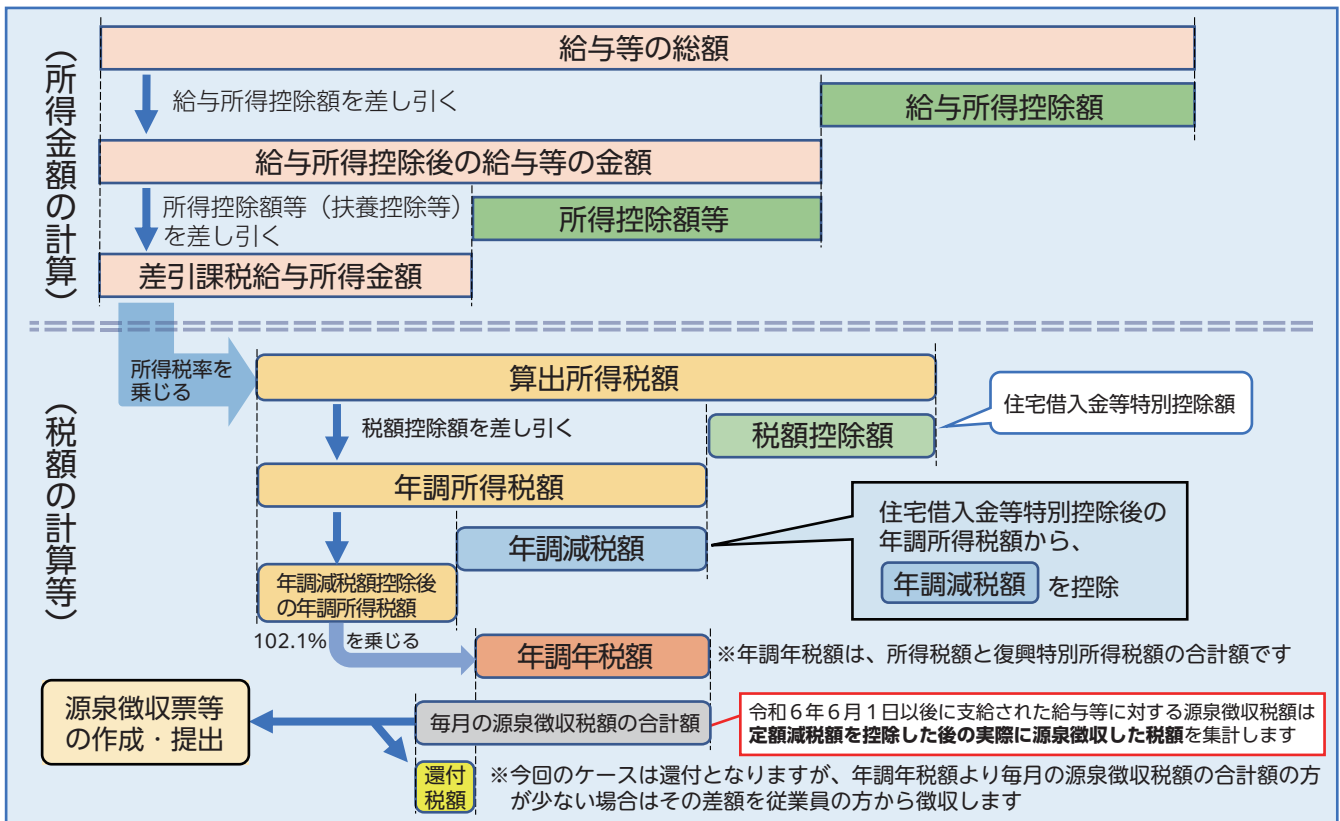 （所得金額の計算）
給与等の総額
給与所得控除額を差し引く
給与所得控除額
給与所得控除後の給与等の金額
所得控除額等（扶養控除等）
を差し引く
所得控除額等
差引課税給与所得金額
（税額の計算等）
所得税率を
乗じる
算出所得税額
税額控除額を差し引く
税額控除額
住宅借入金等特別控除額
年調所得税額
年調減税額
住宅借入金等特別控除後の
年調所得税額から、
年調減税額 を控除
年調減税額控除後
の年調所得税額
102.1% を乗じる
年調年税額
※年調年税額は、所得税額と復興特別所得税額の合計額です
源泉徴収票等
の作成・提出
毎月の源泉徴収税額の合計額
令和６年６月１日以後に支給された給与等に対する源泉徴収税額は
定額減税額を控除した後の実際に源泉徴収した税額を集計します
還付
税額
※今回のケースは還付となりますが、年調年税額より毎月の源泉徴収税額の合計額の方
が少ない場合はその差額を従業員の方から徴収します